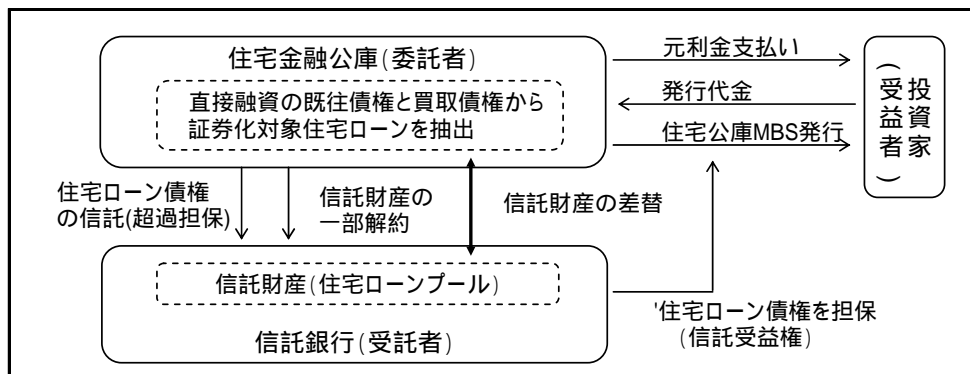 住宅金融公庫(委託者)
直接融資の既往債権と買取債権から
証券化対象住宅ローンを抽出
元利金支払い
発行代金
住宅公庫MBS発行
投資家
(受益者)
住宅ローン債権
の信託(超過担保)
信託財産の
一部解約
信託財産の差替
信託財産(住宅ローンプール)
信託銀行(受託者)
'住宅ローン債権を担保
(信託受益権)